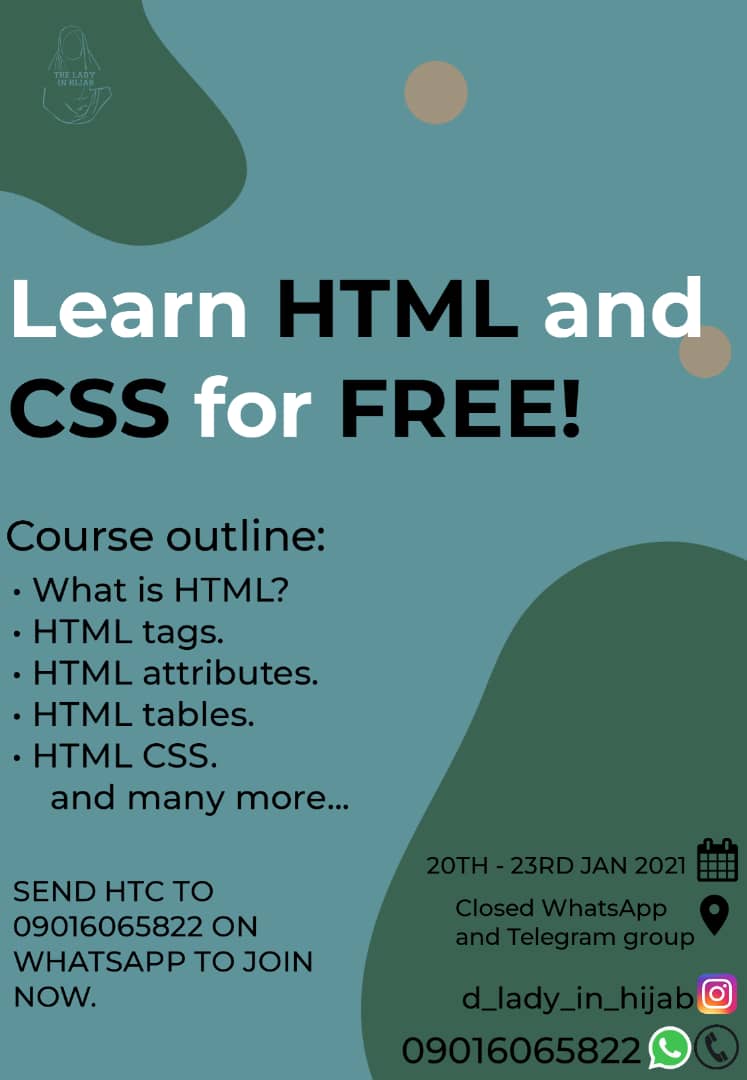 THE LADY
IN HIJAB
Learn HTML and
CSS for FREE!
Course outline:
• What is HTML?
• HTML tags.
• HTML attributes.
• HTML tables.
• HTML CSS.
and many more...
SEND HTC TO
09016065822 ON
WHATSAPP TO JOIN
NOW.
20TH - 23RD JAN 2021
Closed WhatsApp
and Telegram group
d_lady_in_hijab
09016065822